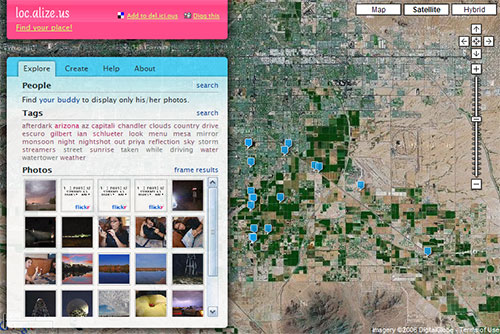 loc.alize.us
Add to del.icio.us Digg this
Find your place!
Map Satellite Hybrid
Explore Create Help About
People search
Find your buddy to display only his/her photos.
Tags search
afterdark arizona az capitali chandler clouds country drive
escuro gilbert ian schlueter look menu mesa mirror
monsoon night nightshot out priya reflection sky storm
streamers street sunrise taken while driving water
watertower weather
Photos frame results
flickr flickr flickr
imagery ©2006 DigitalGlobe - Terms of Use